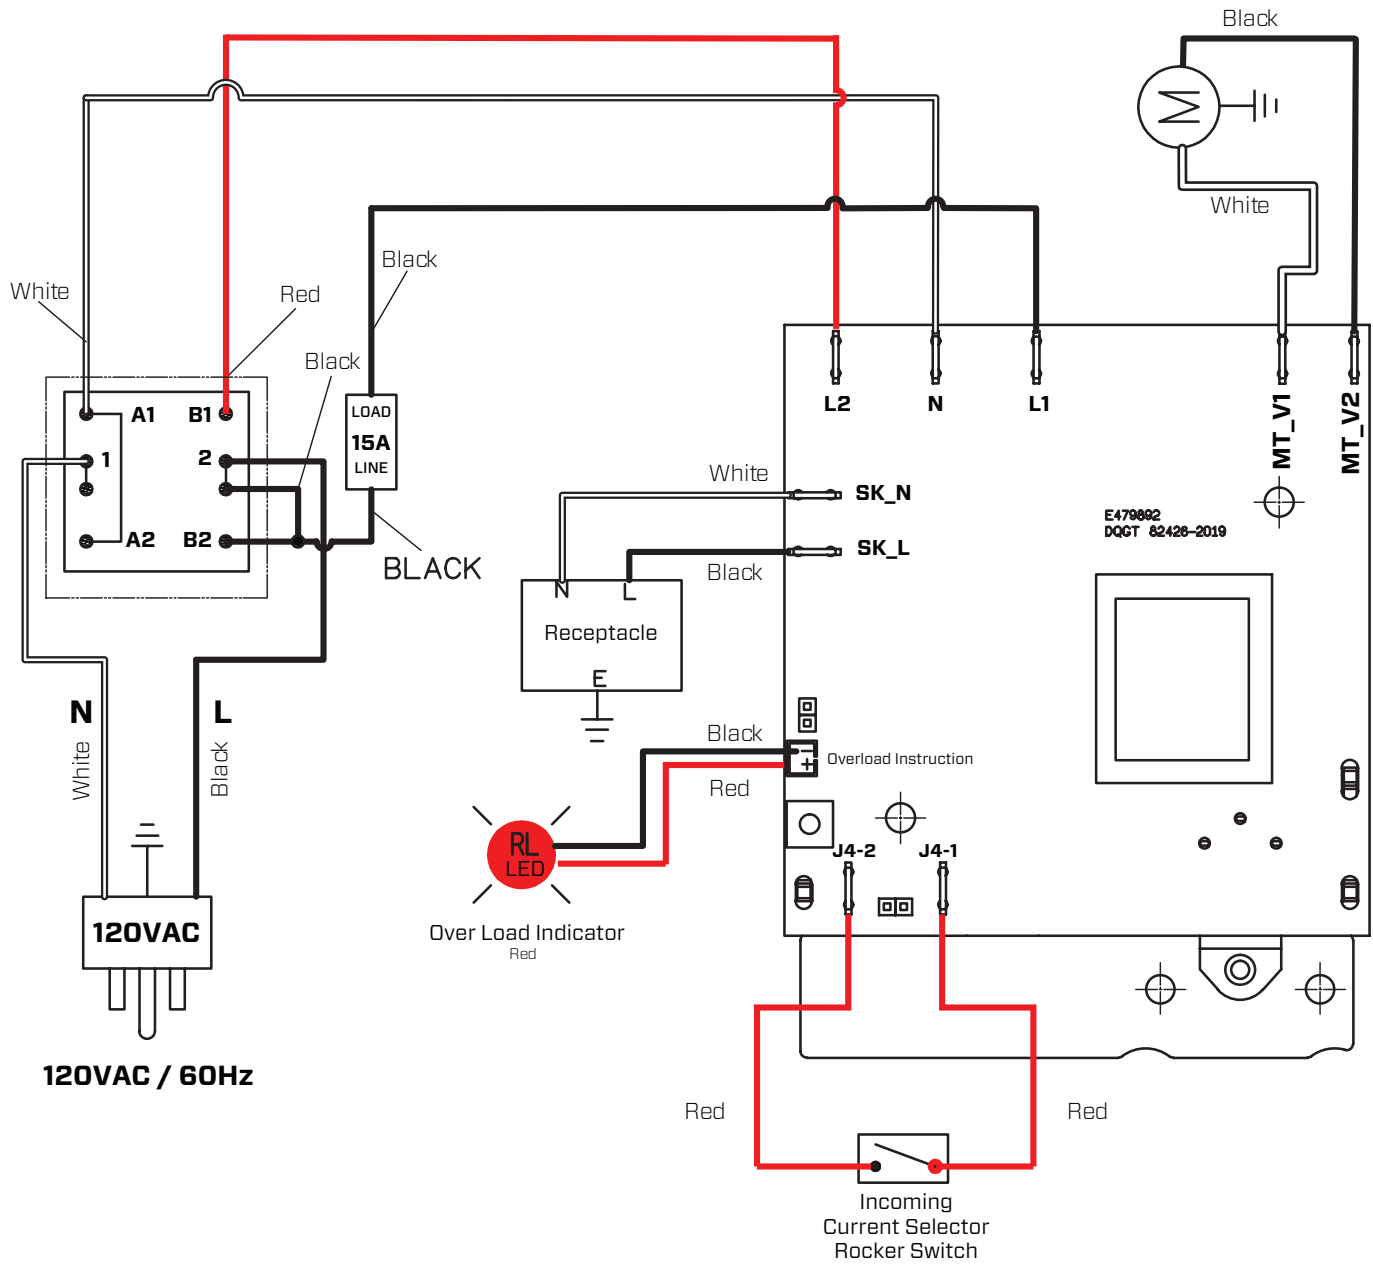 Black
White
Black
White
Red
Black
LOAD
15A
LINE
A1
B1
1
2
A2
B2
BLACK
L2
N
L1
MT_V1
MT_V2
White
SK_N
SK_L
Black
E479892
DQGT 82426-2019
N
L
Receptacle
E
N
L
White
Black
Black
Red
−
+
Overload Instruction
RL
LED
Over Load Indicator
Red
J4-2
J4-1
120VAC
120VAC / 60Hz
M
Red
Red
Incoming
Current Selector
Rocker Switch